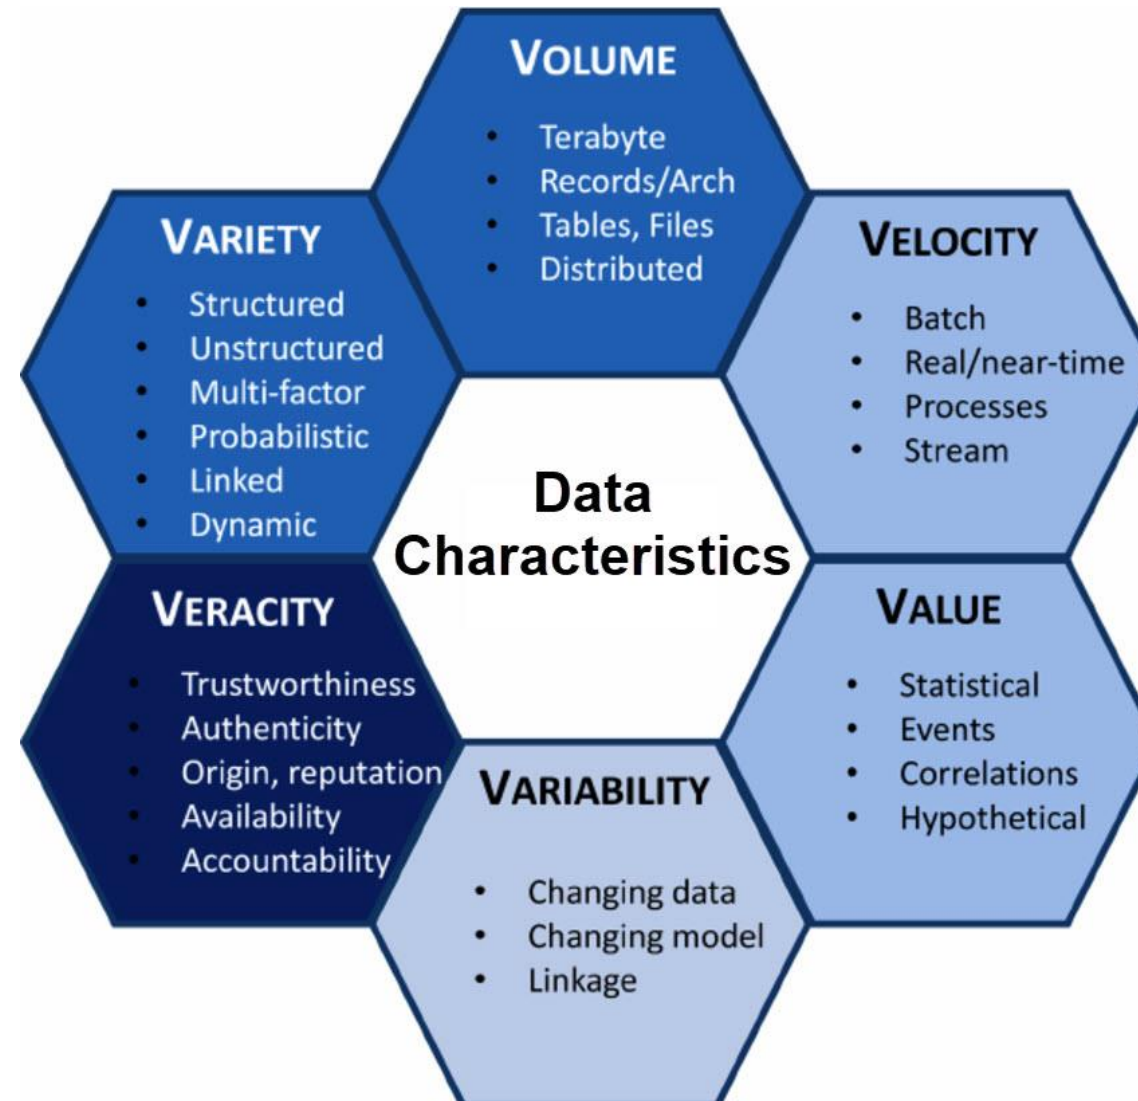 VOLUME
• Terabyte
• Records/Arch
• Tables, Files
• Distributed
VARIETY
• Structured
• Unstructured
• Multi-factor
• Probabilistic
• Linked
• Dynamic
VELOCITY
• Batch
• Real/near-time
• Processes
• Stream
Data
Characteristics
VERACITY
• Trustworthiness
• Authenticity
• Origin, reputation
• Availability
• Accountability
VALUE
• Statistical
• Events
• Correlations
• Hypothetical
VARIABILITY
• Changing data
• Changing model
• Linkage